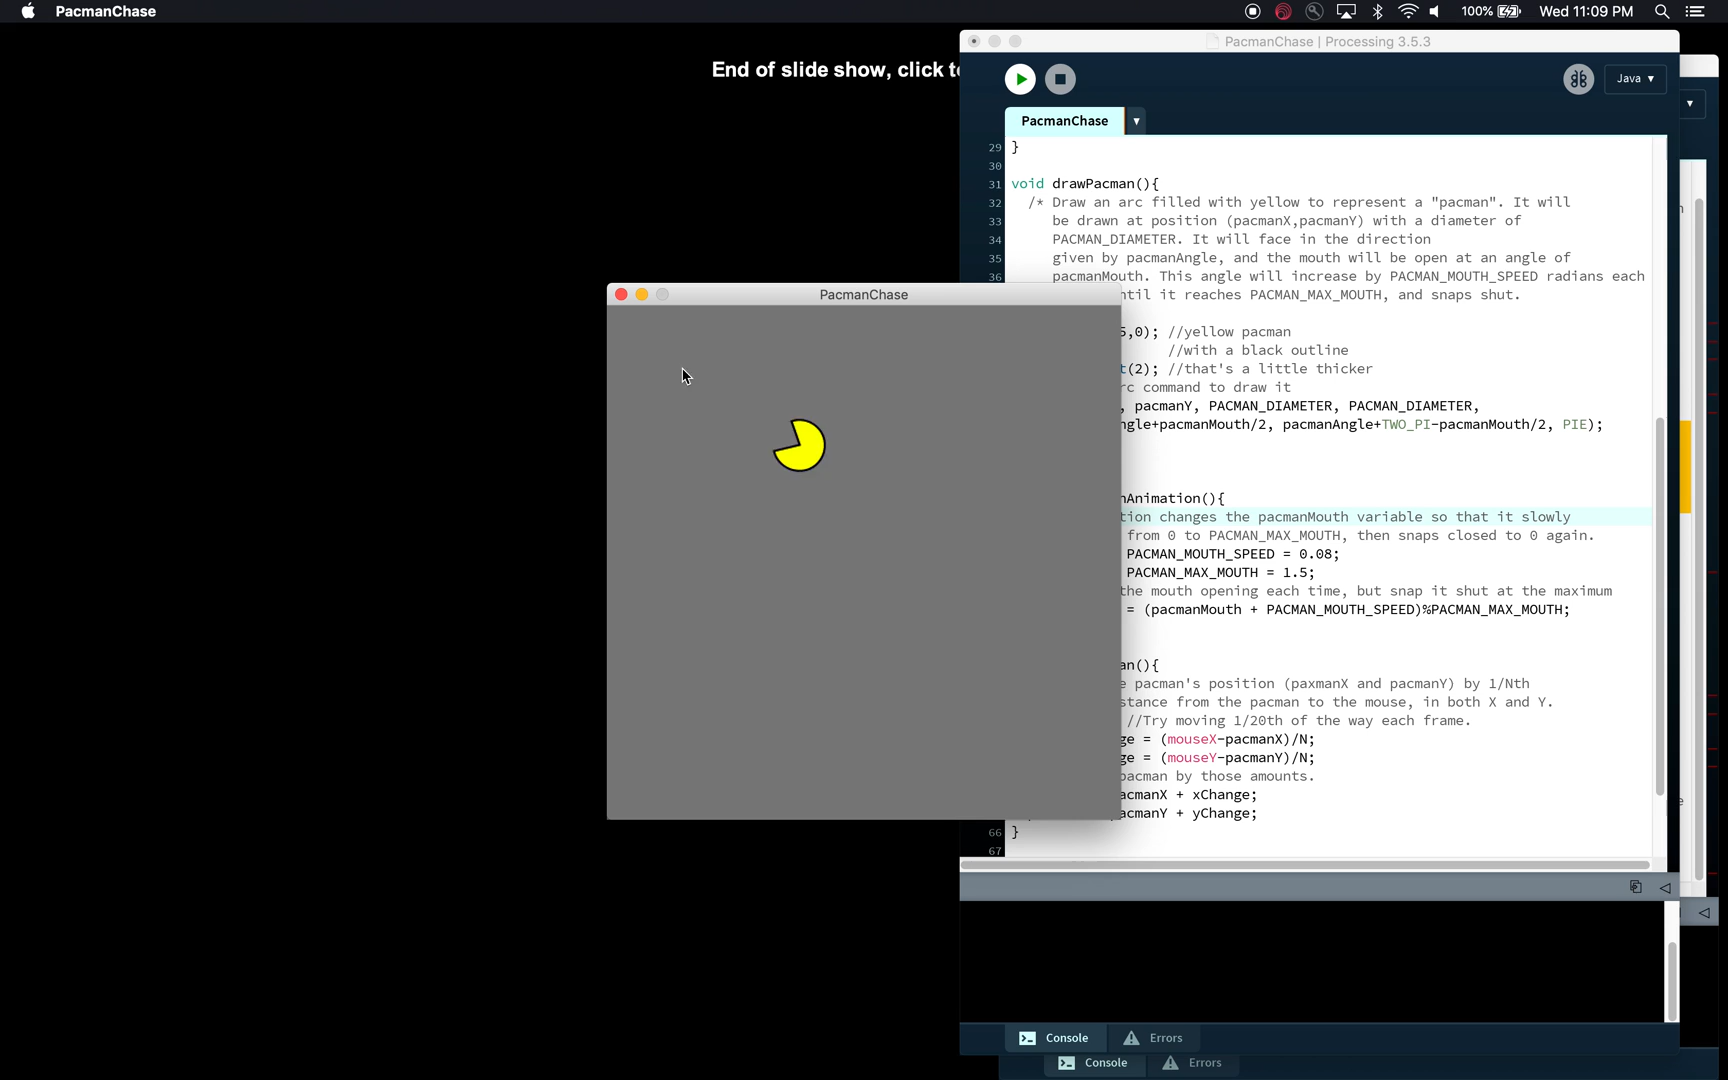 PacmanChase
100%
Wed 11:09 PM
End of slide show, click to
PacmanChase | Processing 3.5.3
Java
PacmanChase
29 }
30
31 void drawPacman(){
32 /* Draw an arc filled with yellow to represent a "pacman". It will
33 be drawn at position (pacmanX,pacmanY) with a diameter of
34 PACMAN_DIAMETER. It will face in the direction
35 given by pacmanAngle, and the mouth will be open at an angle of
36 pacmanMouth. This angle will increase by PACMAN_MOUTH_SPEED radians each
PacmanChase
ntil it reaches PACMAN_MAX_MOUTH, and snaps shut.
5,0); //yellow pacman
//with a black outline
t(2); //that's a little thicker
rc command to draw it
, pacmanY, PACMAN_DIAMETER, PACMAN_DIAMETER,
ngle+pacmanMouth/2, pacmanAngle+TWO_PI-pacmanMouth/2, PIE);
nAnimation(){
tion changes the pacmanMouth variable so that it slowly
from 0 to PACMAN_MAX_MOUTH, then snaps closed to 0 again.
PACMAN_MOUTH_SPEED = 0.08;
PACMAN_MAX_MOUTH = 1.5;
the mouth opening each time, but snap it shut at the maximum
= (pacmanMouth + PACMAN_MOUTH_SPEED)%PACMAN_MAX_MOUTH;
an(){
e pacman's position (paxmanX and pacmanY) by 1/Nth
stance from the pacman to the mouse, in both X and Y.
//Try moving 1/20th of the way each frame.
ge = (mouseX-pacmanX)/N;
ge = (mouseY-pacmanY)/N;
pacman by those amounts.
acmanX + xChange;
acmanY + yChange;
66 }
67
Console
Errors
Console
Errors